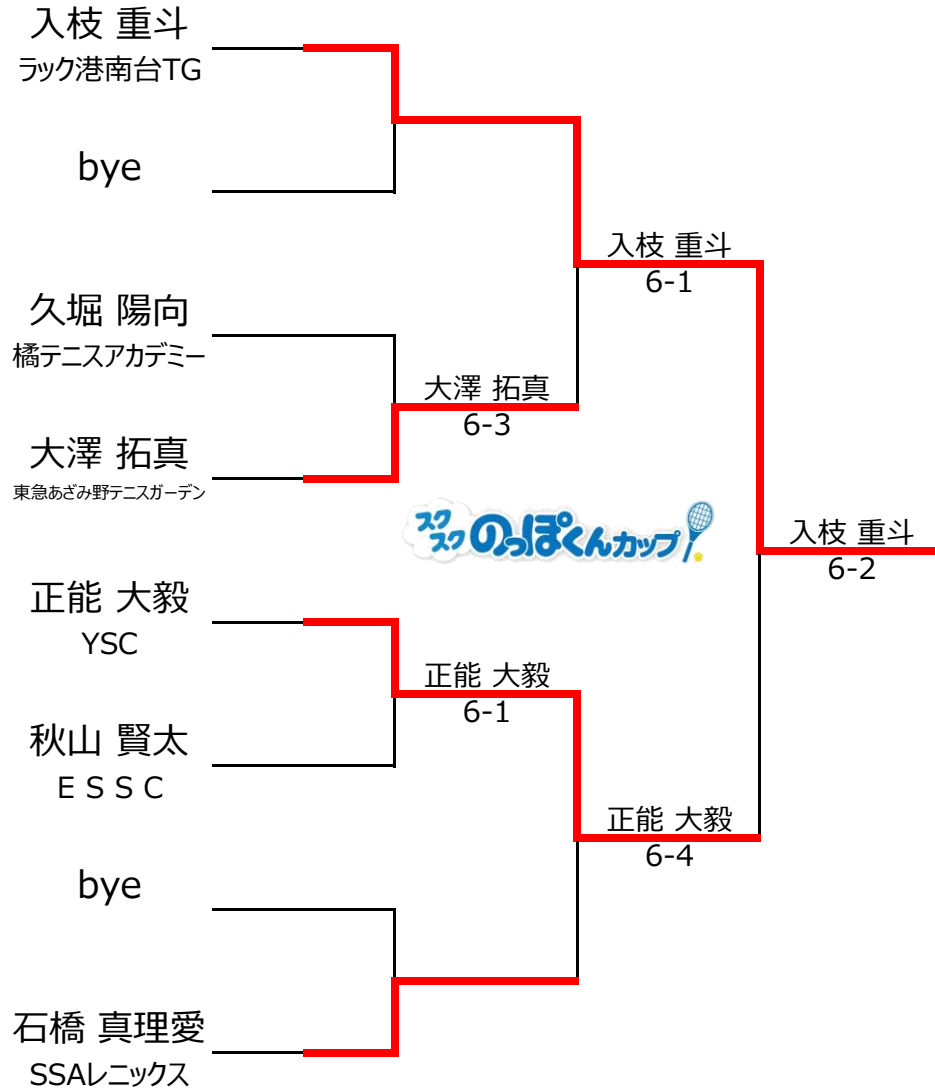 入枝 重斗
ラック港南台TG
bye
入枝 重斗
6-1
久堀 陽向
橘テニスアカデミー
大澤 拓真
6-3
大澤 拓真
東急あざみ野テニスガーデン
スクスク のっぽくんカップ
入枝 重斗
6-2
正能 大毅
YSC
正能 大毅
6-1
秋山 賢太
ＥＳＳＣ
正能 大毅
6-4
bye
石橋 真理愛
SSAレニックス